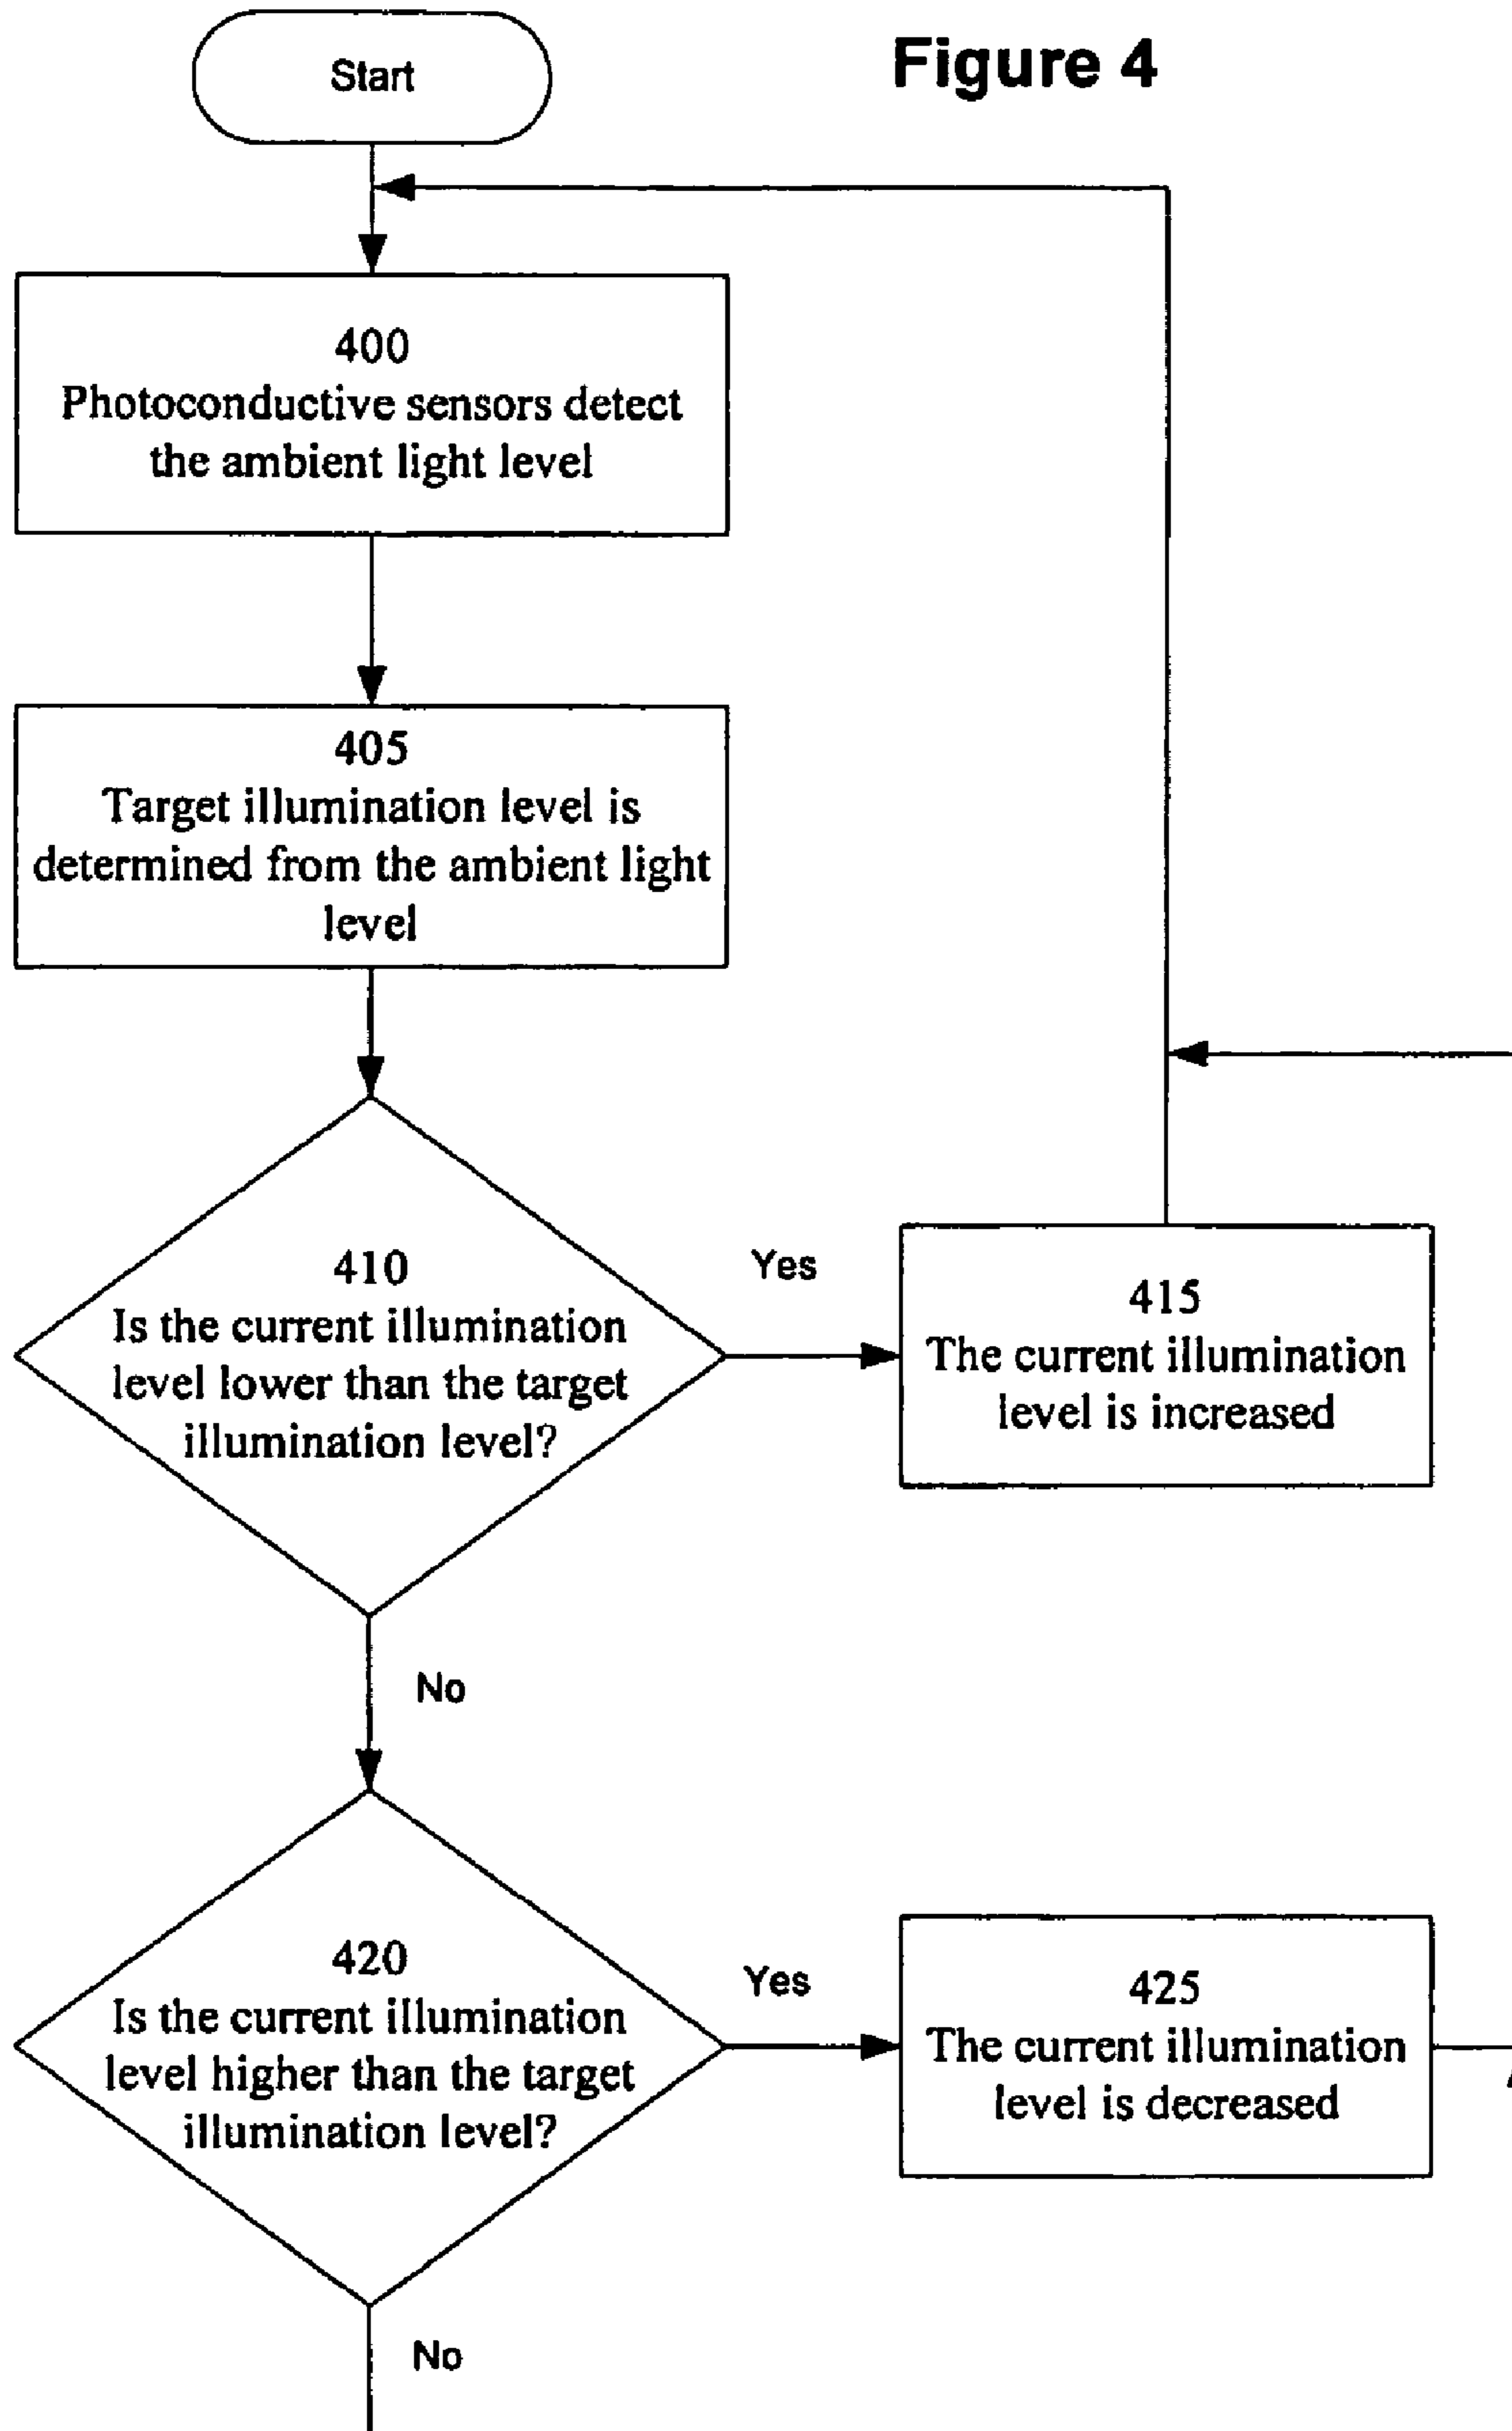 Figure 4
Start
400
Photoconductive sensors detect
the ambient light level
405
Target illumination level is
determined from the ambient light
level
410
Is the current illumination
level lower than the target
illumination level?
Yes
415
The current illumination
level is increased
No
420
Is the current illumination
level higher than the target
illumination level?
Yes
425
The current illumination
level is decreased
No